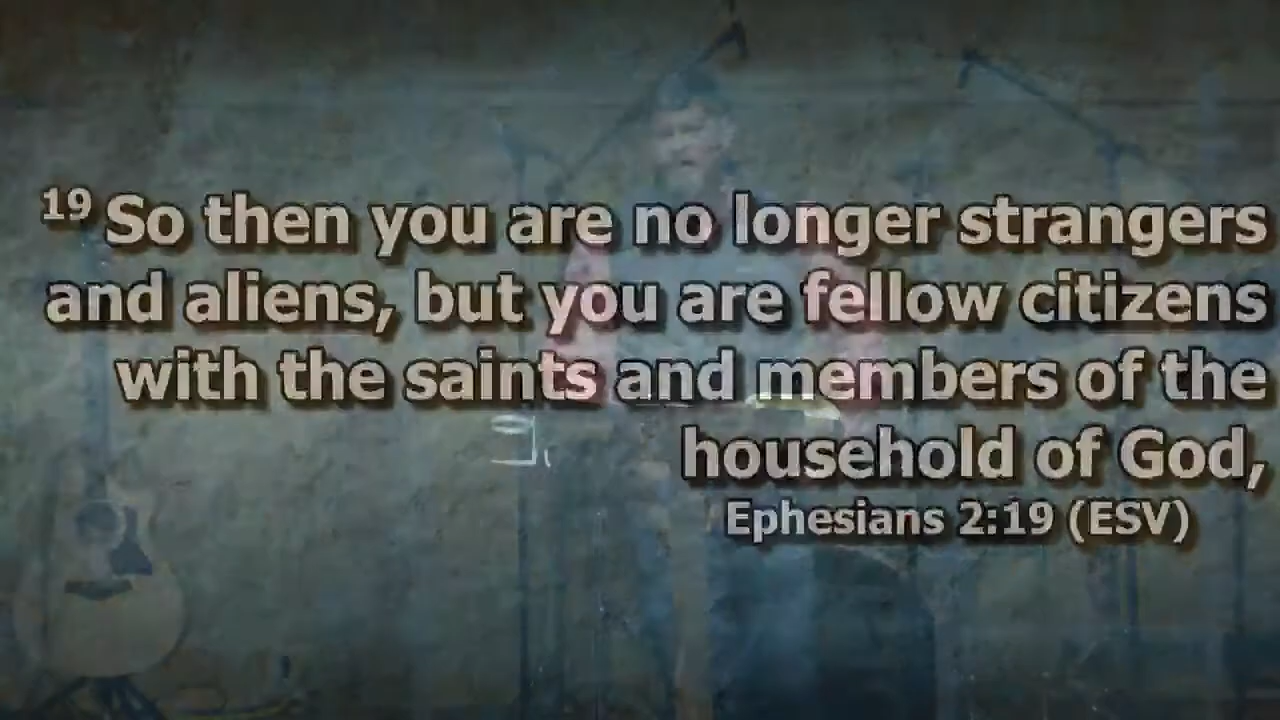 19 So then you are no longer strangers
and aliens, but you are fellow citizens
with the saints and members of the
household of God,
Ephesians 2:19 (ESV)